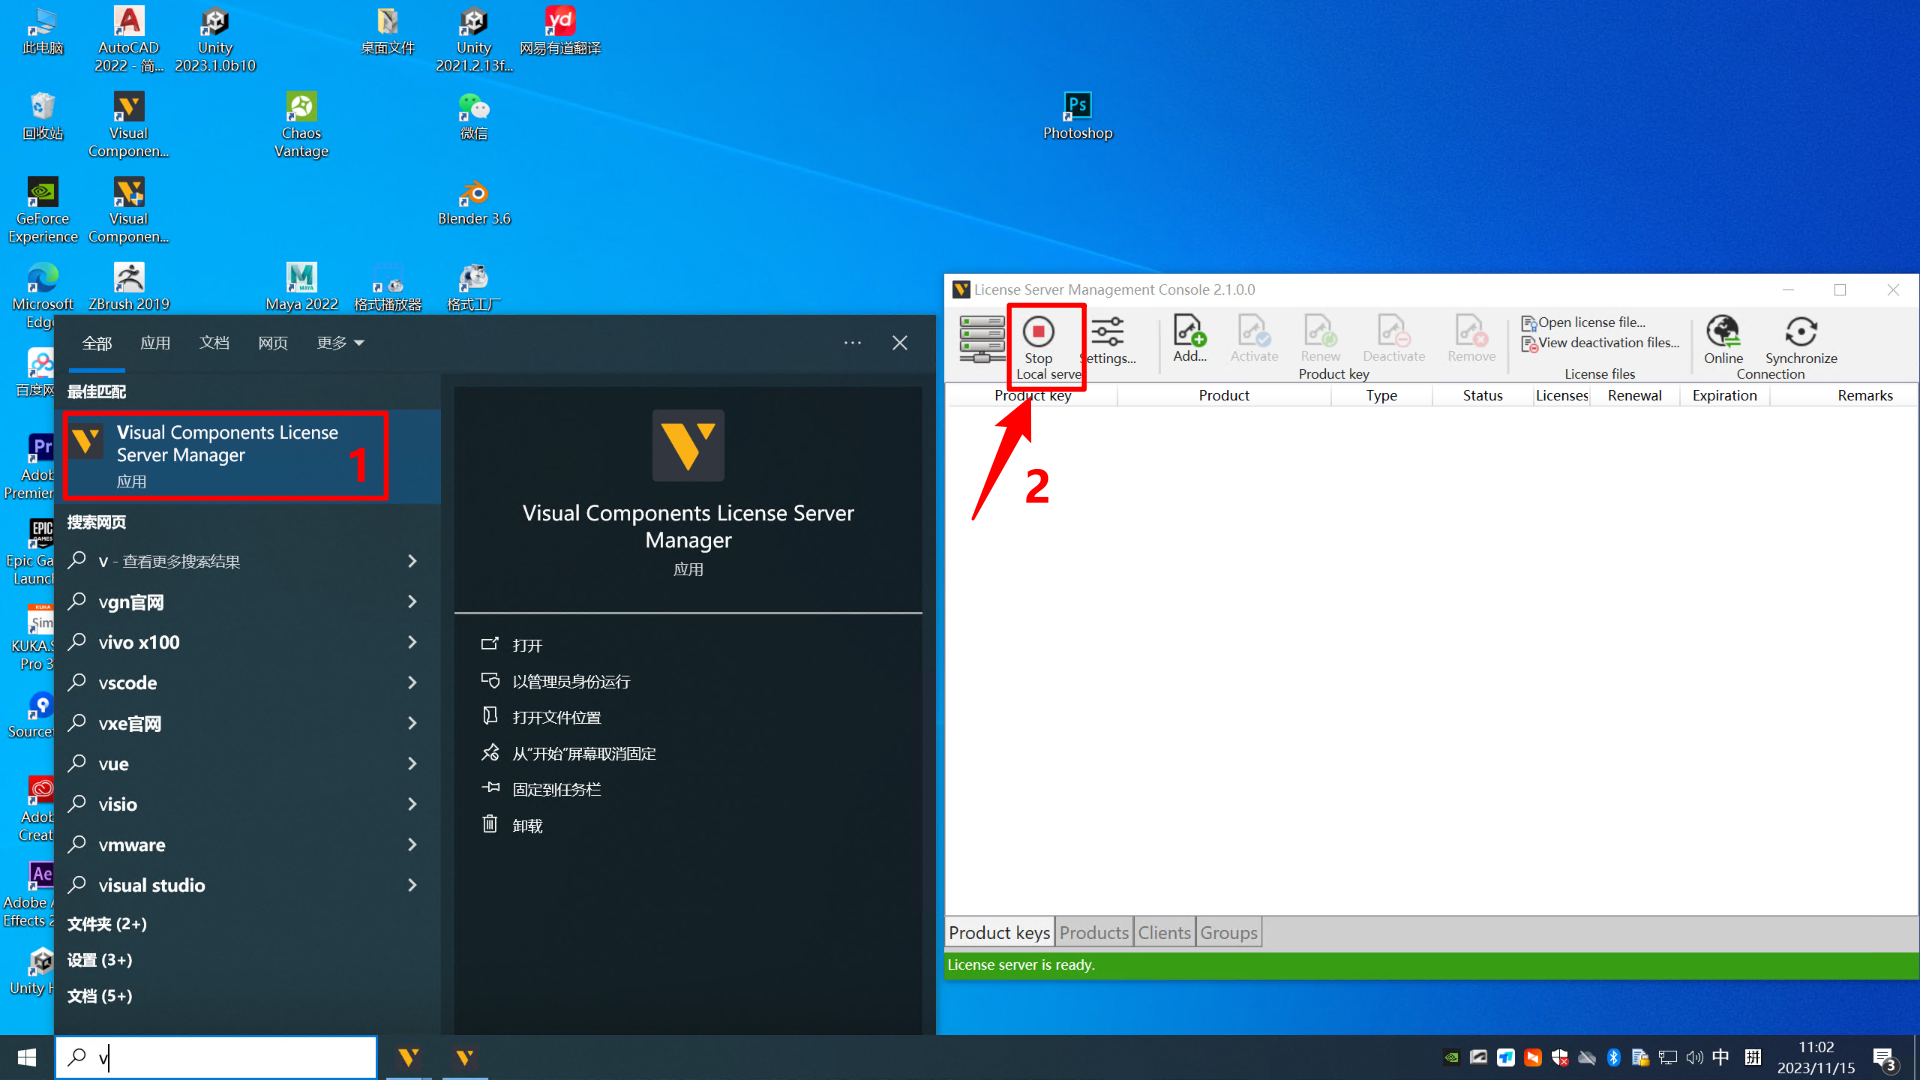 此电脑
AutoCAD
2022 - 简...
Unity
2023.1.0b10
桌面文件
Unity
2021.2.13f...
yd
网易有道翻译
回收站
Visual
Componen...
Chaos
Vantage
微信
Ps
Photoshop
GeForce
Experience
Visual
Componen...
Blender 3.6
Microsoft
Edge
ZBrush 2019
Maya 2022
格式播放器
格式工厂
百度网
Pr
Adob
Premier
EPIC
GAMES
Epic Ga
Launc
KUKA
Sim
KUKA.S
Pro 3
Source
Adob
Creat
Ae
Adobe A
Effects 2
Unity H
全部
应用
文档
网页
更多
最佳匹配
Visual Components License
Server Manager
应用
1
搜索网页
v - 查看更多搜索结果
vgn官网
vivo x100
vscode
vxe官网
vue
visio
vmware
visual studio
文件夹 (2+)
设置 (3+)
文档 (5+)
Visual Components License Server
Manager
应用
打开
以管理员身份运行
打开文件位置
从“开始”屏幕取消固定
固定到任务栏
卸载
License Server Management Console 2.1.0.0
Stop
ettings...
Local serve
Add...
Activate
Renew
Deactivate
Remove
Product key
Open license file...
View deactivation files...
License files
Online
Synchronize
Connection
Product key
Product
Type
Status
Licenses
Renewal
Expiration
Remarks
2
Product keys
Products
Clients
Groups
License server is ready.
v
中
拼
11:02
2023/11/15
3